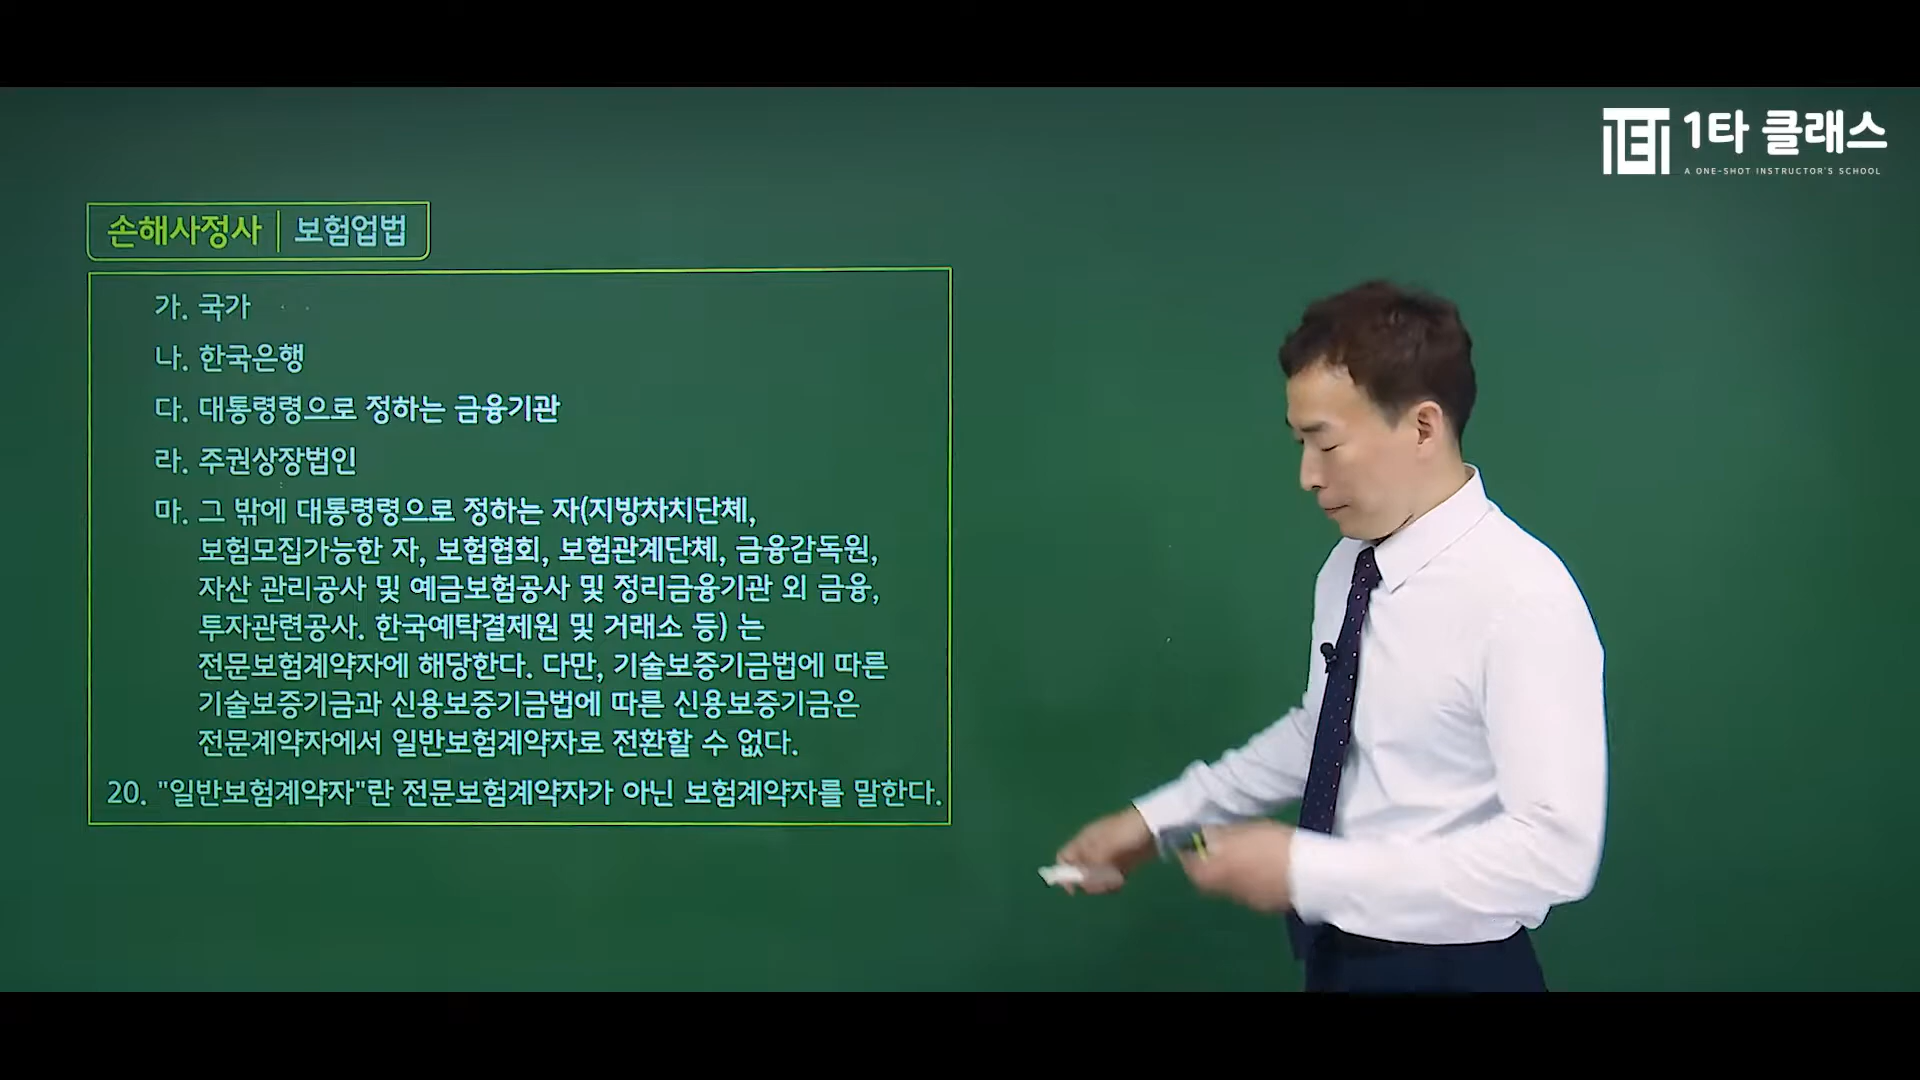 1타 클래스
A ONE-SHOT INSTRUCTOR'S SCHOOL
손해사정사 | 보험업법
가. 국가
나. 한국은행
다. 대통령령으로 정하는 금융기관
라. 주권상장법인
마. 그 밖에 대통령령으로 정하는 자(지방차치단체,
보험모집가능한 자, 보험협회, 보험관계단체, 금융감독원,
자산 관리공사 및 예금보험공사 및 정리금융기관 외 금융,
투자관련공사. 한국예탁결제원 및 거래소 등) 는
전문보험계약자에 해당한다. 다만, 기술보증기금법에 따른
기술보증기금과 신용보증기금법에 따른 신용보증기금은
전문계약자에서 일반보험계약자로 전환할 수 없다.
20. "일반보험계약자"란 전문보험계약자가 아닌 보험계약자를 말한다.